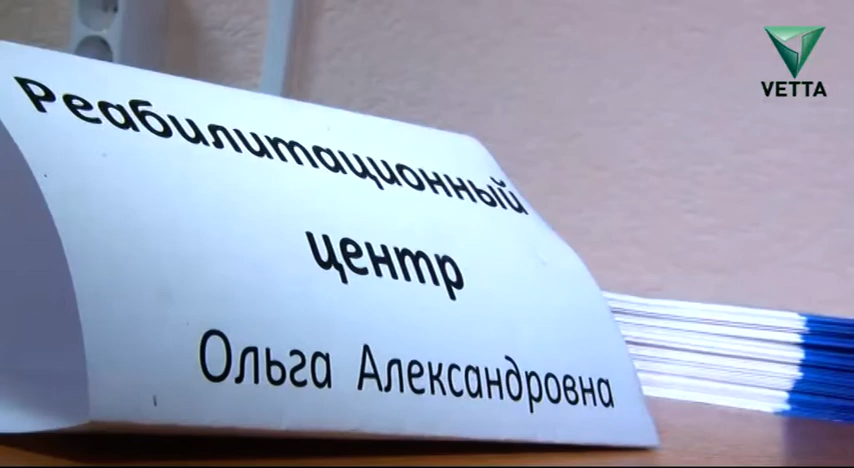 VETTA
Реабилитационный
центр
Ольга Александровна